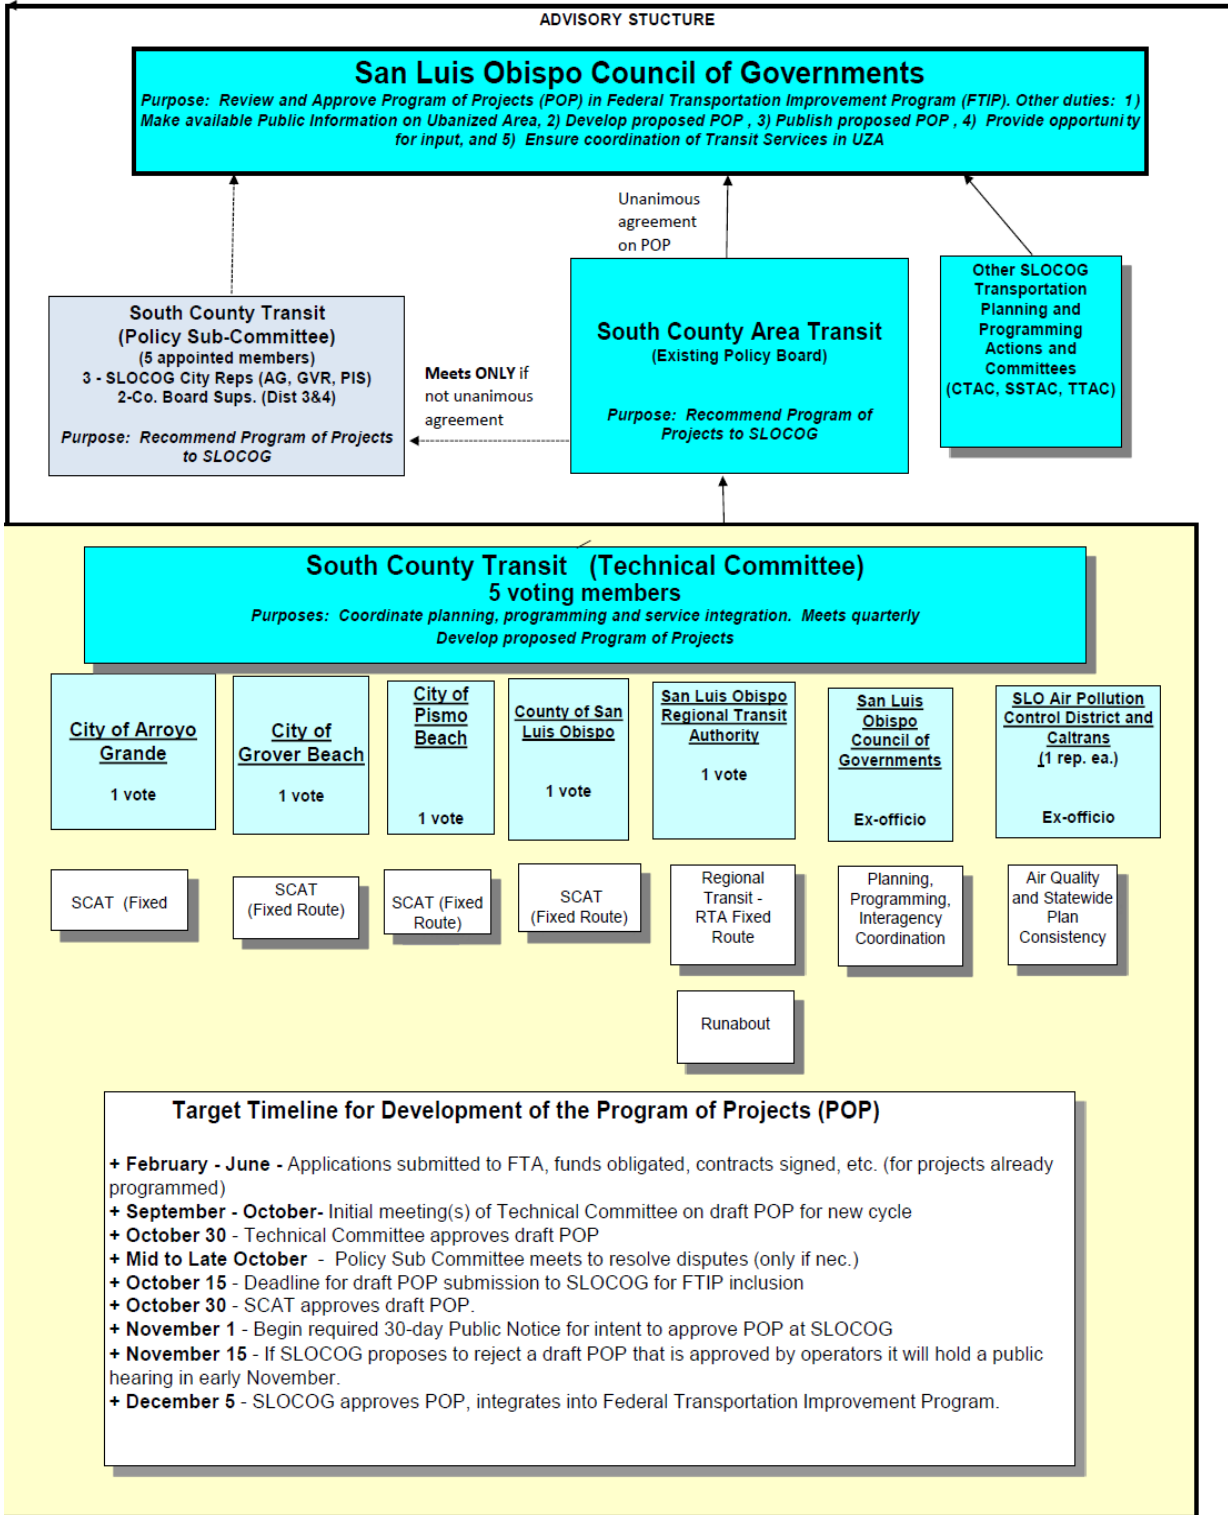 ADVISORY STUCTURE
San Luis Obispo Council of Governments
Purpose: Review and Approve Program of Projects (POP) in Federal Transportation Improvement Program (FTIP). Other duties: 1)
Make available Public Information on Ubanized Area, 2) Develop proposed POP , 3) Publish proposed POP , 4) Provide opportunity
for input, and 5) Ensure coordination of Transit Services in UZA
Unanimous
agreement
on POP
South County Transit
(Policy Sub-Committee)
(5 appointed members)
3 - SLOCOG City Reps (AG, GVR, PIS)
2-Co. Board Sups. (Dist 3&4)
Purpose: Recommend Program of Projects
to SLOCOG
Meets ONLY if
not unanimous
agreement
South County Area Transit
(Existing Policy Board)
Purpose: Recommend Program of
Projects to SLOCOG
Other SLOCOG
Transportation
Planning and
Programming
Actions and
Committees
(CTAC, SSTAC, TTAC)
South County Transit (Technical Committee)
5 voting members
Purposes: Coordinate planning, programming and service integration. Meets quarterly
Develop proposed Program of Projects
City of Arroyo
Grande
1 vote
City of
Grover Beach
1 vote
City of
Pismo
Beach
1 vote
County of San
Luis Obispo
1 vote
San Luis Obispo
Regional Transit
Authority
1 vote
San Luis
Obispo
Council of
Governments
Ex-officio
SLO Air Pollution
Control District and
Caltrans
(1 rep. ea.)
Ex-officio
SCAT (Fixed
SCAT
(Fixed Route)
SCAT (Fixed
Route)
SCAT
(Fixed Route)
Regional
Transit -
RTA Fixed
Route
Planning,
Programming,
Interagency
Coordination
Air Quality
and Statewide
Plan
Consistency
Runabout
Target Timeline for Development of the Program of Projects (POP)
+ February - June - Applications submitted to FTA, funds obligated, contracts signed, etc. (for projects already
programmed)
+ September - October- Initial meeting(s) of Technical Committee on draft POP for new cycle
+ October 30 - Technical Committee approves draft POP
+ Mid to Late October - Policy Sub Committee meets to resolve disputes (only if nec.)
+ October 15 - Deadline for draft POP submission to SLOCOG for FTIP inclusion
+ October 30 - SCAT approves draft POP.
+ November 1 - Begin required 30-day Public Notice for intent to approve POP at SLOCOG
+ November 15 - If SLOCOG proposes to reject a draft POP that is approved by operators it will hold a public
hearing in early November.
+ December 5 - SLOCOG approves POP, integrates into Federal Transportation Improvement Program.